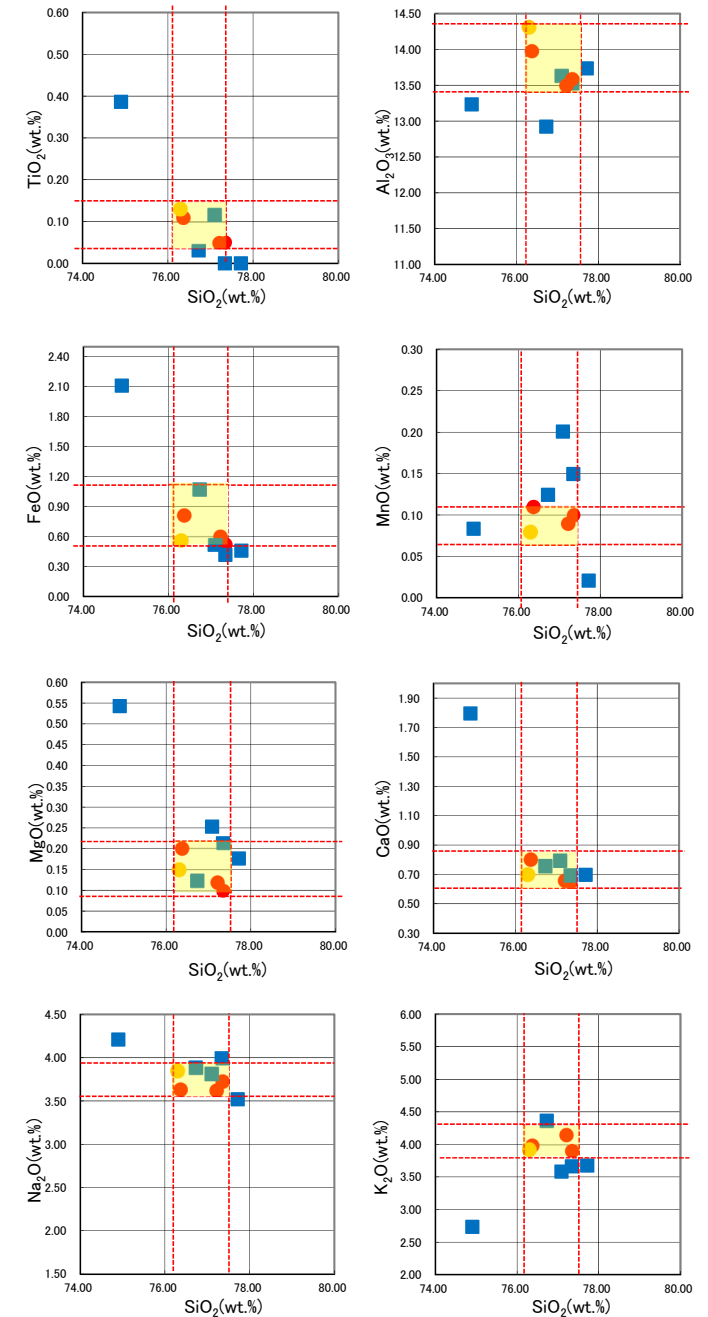 0.60
0.50
0.40
0.30
0.20
0.10
0.00
TiO2(wt.%)
74.00 76.00 78.00 80.00
SiO2(wt.%)
14.50
14.00
13.50
13.00
12.50
12.00
11.50
11.00
Al2O3(wt.%)
74.00 76.00 78.00 80.00
SiO2(wt.%)
2.40
2.10
1.80
1.50
1.20
0.90
0.60
0.30
0.00
FeO(wt.%)
74.00 76.00 78.00 80.00
SiO2(wt.%)
0.30
0.25
0.20
0.15
0.10
0.05
0.00
MnO(wt.%)
74.00 76.00 78.00 80.00
SiO2(wt.%)
0.60
0.55
0.50
0.45
0.40
0.35
0.30
0.25
0.20
0.15
0.10
0.05
0.00
MgO(wt.%)
74.00 76.00 78.00 80.00
SiO2(wt.%)
1.90
1.70
1.50
1.30
1.10
0.90
0.70
0.50
0.30
CaO(wt.%)
74.00 76.00 78.00 80.00
SiO2(wt.%)
4.50
4.00
3.50
3.00
2.50
2.00
1.50
Na2O(wt.%)
74.00 76.00 78.00 80.00
SiO2(wt.%)
6.00
5.50
5.00
4.50
4.00
3.50
3.00
2.50
2.00
K2O(wt.%)
74.00 76.00 78.00 80.00
SiO2(wt.%)